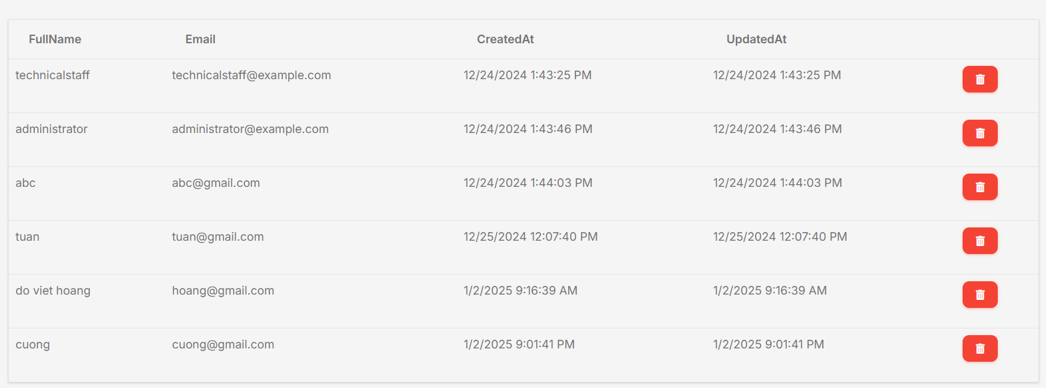 FullName Email CreatedAt UpdatedAt
technicalstaff technicalstaff@example.com 12/24/2024 1:43:25 PM 12/24/2024 1:43:25 PM
administrator administrator@example.com 12/24/2024 1:43:46 PM 12/24/2024 1:43:46 PM
abc abc@gmail.com 12/24/2024 1:44:03 PM 12/24/2024 1:44:03 PM
tuan tuan@gmail.com 12/25/2024 12:07:40 PM 12/25/2024 12:07:40 PM
do viet hoang hoang@gmail.com 1/2/2025 9:16:39 AM 1/2/2025 9:16:39 AM
cuong cuong@gmail.com 1/2/2025 9:01:41 PM 1/2/2025 9:01:41 PM